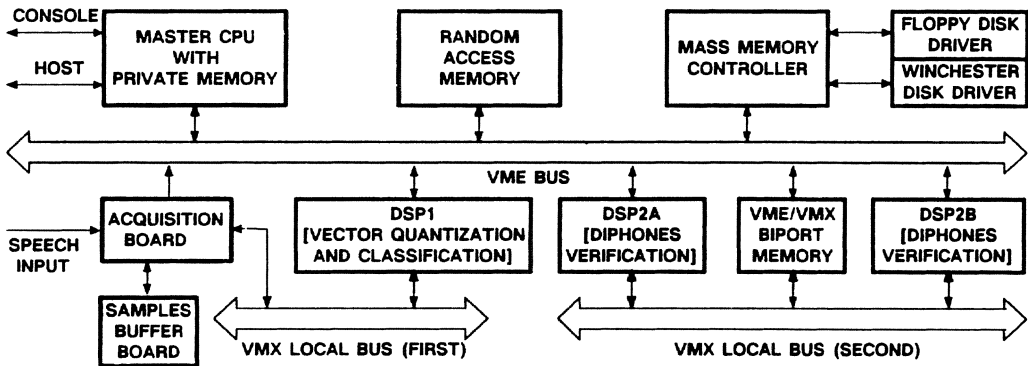 CONSOLE
HOST
MASTER CPU
WITH
PRIVATE MEMORY
RANDOM
ACCESS
MEMORY
MASS MEMORY
CONTROLLER
FLOPPY DISK
DRIVER
WINCHESTER
DISK DRIVER
VME BUS
SPEECH
INPUT
ACQUISITION
BOARD
DSP1
[VECTOR QUANTIZATION
AND CLASSIFICATION]
DSP2A
[DIPHONES
VERIFICATION]
VME/VMX
BIPORT
MEMORY
DSP2B
[DIPHONES
VERIFICATION]
SAMPLES
BUFFER
BOARD
VMX LOCAL BUS (FIRST)
VMX LOCAL BUS (SECOND)